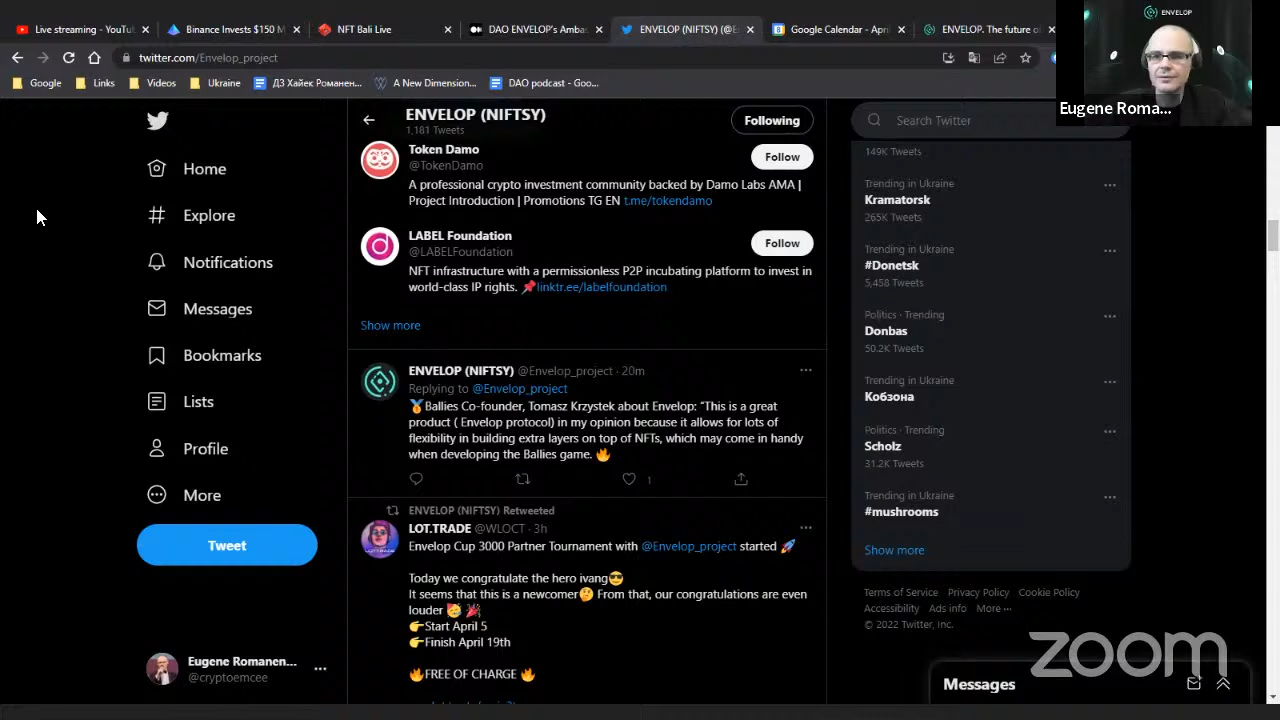 Live streaming - YouTu
Binance Invests $150 M
NFT Bali Live
DAO ENVELOP's Ambas
ENVELOP (NIFTSY) (@E
Google Calendar - Apri
ENVELOP. The future of
twitter.com/Envelop_project
Google
Links
Videos
Ukraine
ДЗ Хайек Романен...
A New Dimension...
DAO podcast - Goo...
ENVELOP
Eugene Roma...
Home
Explore
Notifications
Messages
Bookmarks
Lists
Profile
More
Tweet
Eugene Romanen...
@cryptoemcee
ENVELOP (NIFTSY)
1,181 Tweets
Following
Token Damo
@TokenDamo
Follow
A professional crypto investment community backed by Damo Labs AMA |
Project Introduction | Promotions TG EN t.me/tokendamo
LABEL Foundation
@LABELFoundation
Follow
NFT infrastructure with a permissionless P2P incubating platform to invest in
world-class IP rights. 📌linktr.ee/labelfoundation
Show more
ENVELOP (NIFTSY) @Envelop_project · 20m
Replying to @Envelop_project
🏅Ballies Co-founder, Tomasz Krzystek about Envelop: "This is a great
product ( Envelop protocol) in my opinion because it allows for lots of
flexibility in building extra layers on top of NFTs, which may come in handy
when developing the Ballies game. 🔥
1
ENVELOP (NIFTSY) Retweeted
LOT.TRADE @WLOCT · 3h
Envelop Cup 3000 Partner Tournament with @Envelop_project started 🚀
Today we congratulate the hero ivang😎
It seems that this is a newcomer🤔 From that, our congratulations are even
louder 🥳 🎉
👉Start April 5
👉Finish April 19th
🔥FREE OF CHARGE 🔥
Search Twitter
149K Tweets
Trending in Ukraine
Kramatorsk
265K Tweets
Trending in Ukraine
#Donetsk
5,458 Tweets
Politics · Trending
Donbas
50.2K Tweets
Trending in Ukraine
Кобзона
Politics · Trending
Scholz
31.2K Tweets
Trending in Ukraine
#mushrooms
Show more
Terms of Service Privacy Policy Cookie Policy
Accessibility Ads info More ···
© 2022 Twitter, Inc.
zoom
Messages